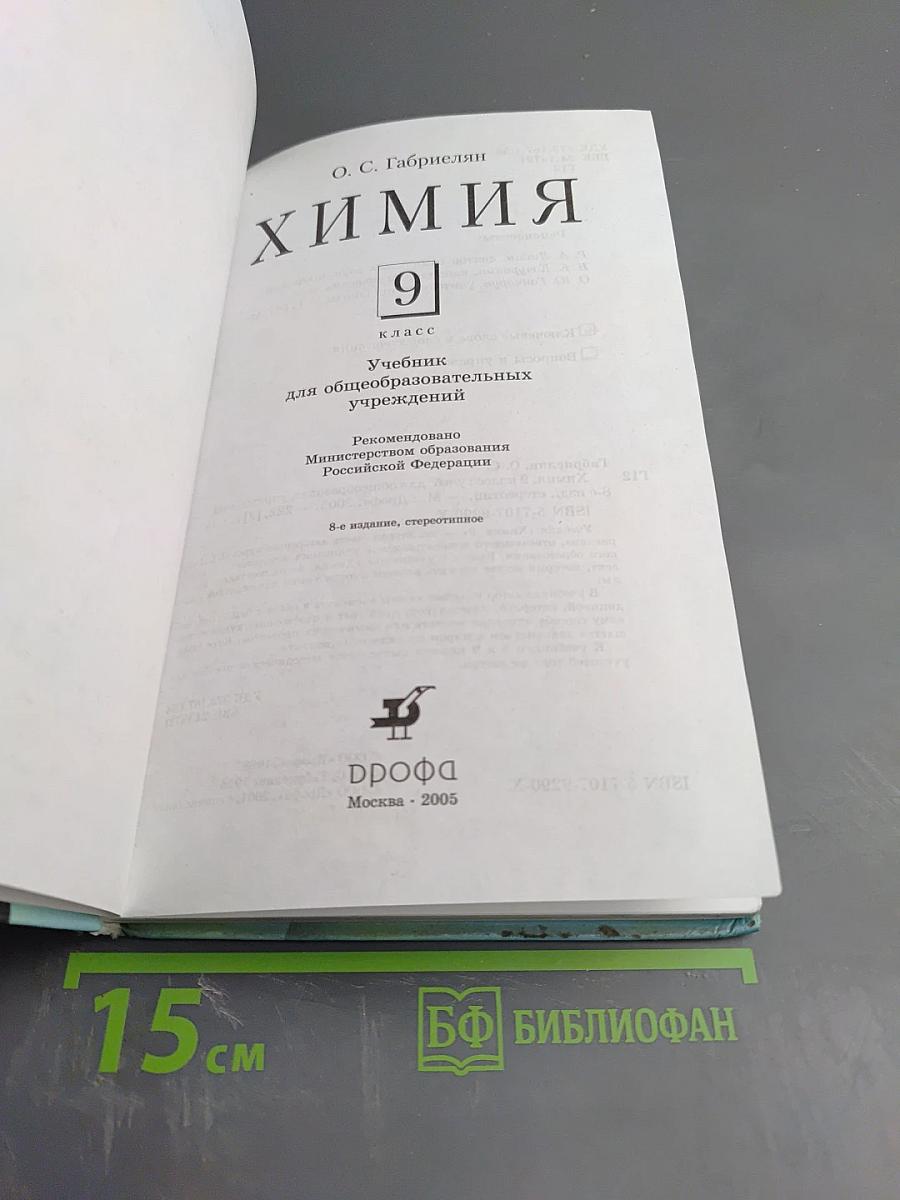 О. С. Габриелян
ХИМИЯ
9
класс
Учебник
для общеобразовательных
учреждений
Рекомендовано
Министерством образования
Российской Федерации
8-е издание, стереотипное
дрофа
Москва · 2005
15 см
БФ БИБЛИОФАН